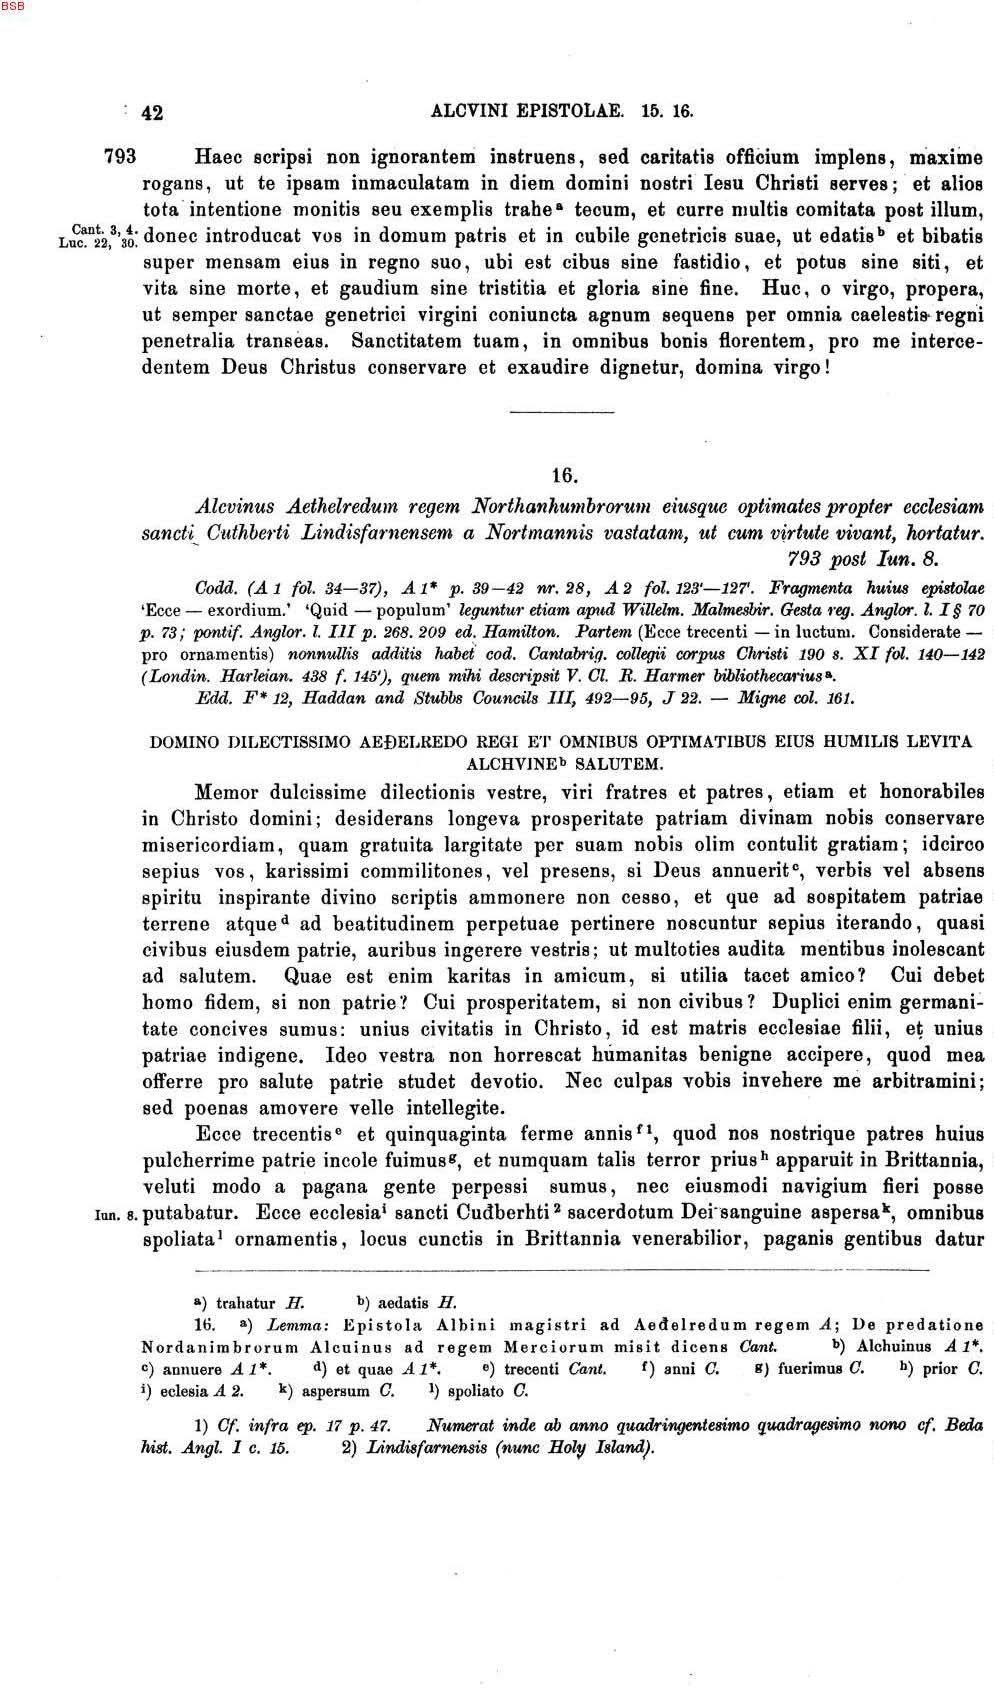 BSB
42 ALCVINI EPISTOLAE. 15. 16.
793 Haec scripsi non ignorantem instruens, sed caritatis officium implens, maxime
rogans, ut te ipsam inmaculatam in diem domini nostri Iesu Christi serves; et alios
tota intentione monitis seu exemplis trahe a tecum, et curre multis comitata post illum,
Cant. 3, 4.
Luc. 22, 30. donec introducat vos in domum patris et in cubile genetricis suae, ut edatis b et bibatis
super mensam eius in regno suo, ubi est cibus sine fastidio, et potus sine siti, et
vita sine morte, et gaudium sine tristitia et gloria sine fine. Huc, o virgo, propera,
ut semper sanctae genetrici virgini coniuncta agnum sequens per omnia caelestis regni
penetralia transeas. Sanctitatem tuam, in omnibus bonis florentem, pro me interce-
dentem Deus Christus conservare et exaudire dignetur, domina virgo!
16.
Alcvinus Aethelredum regem Northanhumbrorum eiusque optimates propter ecclesiam
sancti Cuthberti Lindisfarnensem a Nortmannis vastatam, ut cum virtute vivant, hortatur.
793 post Iun. 8.
Codd. (A 1 fol. 34—37), A 1* p. 39—42 nr. 28, A 2 fol. 123'—127'. Fragmenta huius epistolae
'Ecce — exordium.' 'Quid — populum' leguntur etiam apud Willelm. Malmesbir. Gesta reg. Anglor. l. I § 70
p. 73; pontif. Anglor. l. III p. 268. 209 ed. Hamilton. Partem (Ecce trecenti — in luctum. Considerate —
pro ornamentis) nonnullis additis habet cod. Cantabrig. collegii corpus Christi 190 s. XI fol. 140—142
(Londin. Harleian. 438 f. 145'), quem mihi descripsit V. Cl. R. Harmer bibliothecarius a.
Edd. F* 12, Haddan and Stubbs Councils III, 492—95, J 22. — Migne col. 161.
DOMINO DILECTISSIMO AEÐELREDO REGI ET OMNIBUS OPTIMATIBUS EIUS HUMILIS LEVITA
ALCHVINE b SALUTEM.
Memor dulcissime dilectionis vestre, viri fratres et patres, etiam et honorabiles
in Christo domini; desiderans longeva prosperitate patriam divinam nobis conservare
misericordiam, quam gratuita largitate per suam nobis olim contulit gratiam; idcirco
sepius vos, karissimi commilitones, vel presens, si Deus annuerit c, verbis vel absens
spiritu inspirante divino scriptis ammonere non cesso, et que ad sospitatem patriae
terrene atque d ad beatitudinem perpetuae pertinere noscuntur sepius iterando, quasi
civibus eiusdem patrie, auribus ingerere vestris; ut multoties audita mentibus inolescant
ad salutem. Quae est enim karitas in amicum, si utilia tacet amico? Cui debet
homo fidem, si non patrie? Cui prosperitatem, si non civibus? Duplici enim germani-
tate concives sumus: unius civitatis in Christo, id est matris ecclesiae filii, et unius
patriae indigene. Ideo vestra non horrescat humanitas benigne accipere, quod mea
offerre pro salute patrie studet devotio. Nec culpas vobis invehere me arbitramini;
sed poenas amovere velle intellegite.
Ecce trecentis e et quinquaginta ferme annis f 1, quod nos nostrique patres huius
pulcherrime patrie incole fuimus g, et numquam talis terror prius h apparuit in Brittannia,
veluti modo a pagana gente perpessi sumus, nec eiusmodi navigium fieri posse
Iun. 8. putabatur. Ecce ecclesia i sancti Cuđberhti 2 sacerdotum Dei sanguine aspersa k, omnibus
spoliata l ornamentis, locus cunctis in Brittannia venerabilior, paganis gentibus datur
a) trahatur H. b) aedatis H.
16. a) Lemma: Epistola Albini magistri ad Aeđelredum regem A; De predatione
Nordanimbrorum Alcuinus ad regem Merciorum misit dicens Cant. b) Alchuinus A 1*.
c) annuere A 1*. d) et quae A 1*. e) trecenti Cant. f) anni C. g) fuerimus C. h) prior C.
i) eclesia A 2. k) aspersum C. l) spoliato C.
1) Cf. infra ep. 17 p. 47. Numerat inde ab anno quadringentesimo quadragesimo nono cf. Beda
hist. Angl. I c. 15. 2) Lindisfarnensis (nunc Holy Island).